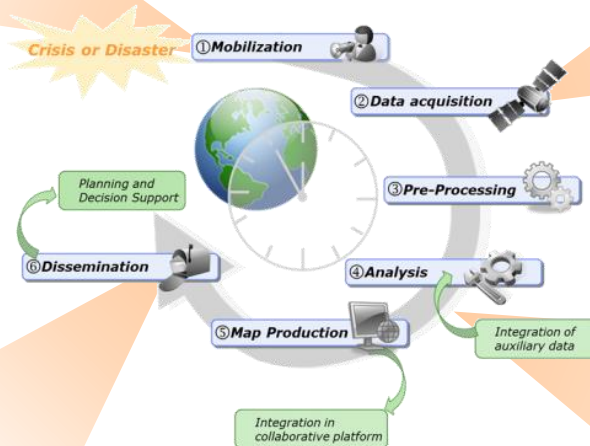 Crisis or Disaster
①Mobilization
②Data acquisition
③Pre-Processing
④Analysis
Integration of
auxiliary data
⑤Map Production
Integration in
collaborative platform
⑥Dissemination
Planning and
Decision Support